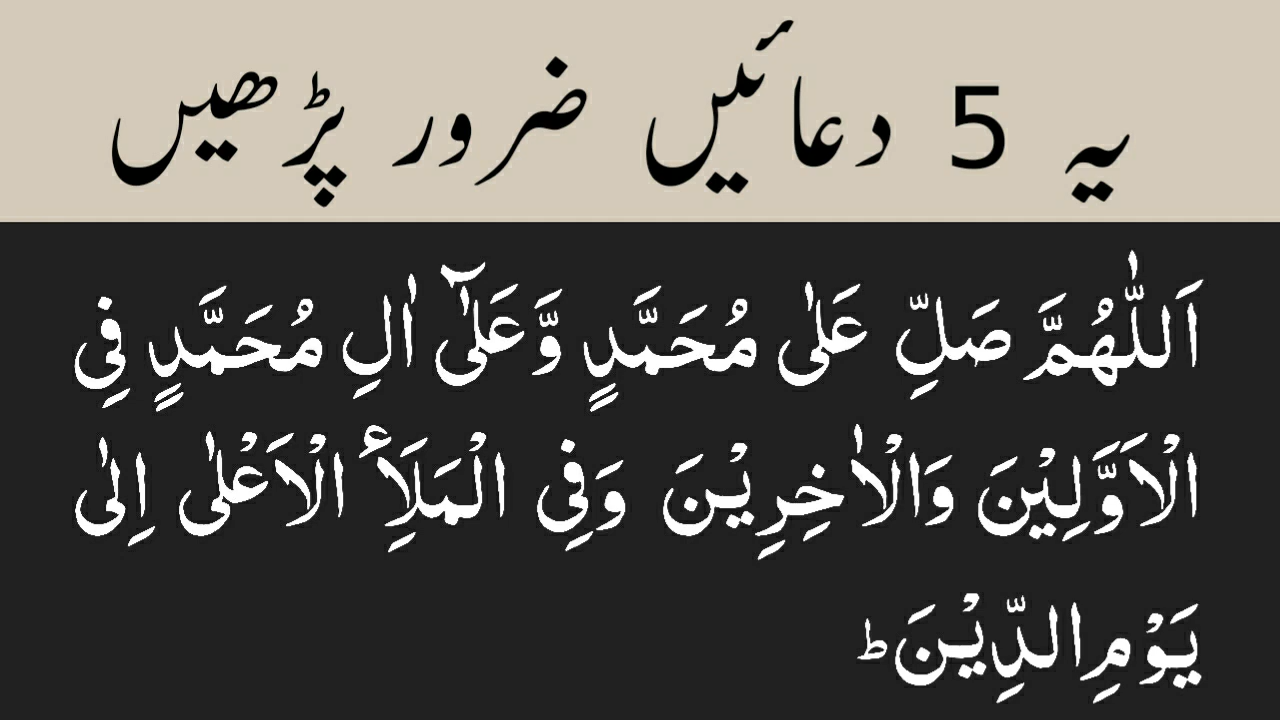 یہ 5 دعائیں ضرور پڑھیں
اَللّٰهُمَّ صَلِّ عَلٰى مُحَمَّدٍ وَّعَلٰٓى اٰلِ مُحَمَّدٍ فِى
الْاَوَّلِيْنَ وَالْاٰخِرِيْنَ وَفِى الْمَلَأِ الْاَعْلٰى اِلٰى
يَوْمِ الدِّيْنَ ؕ